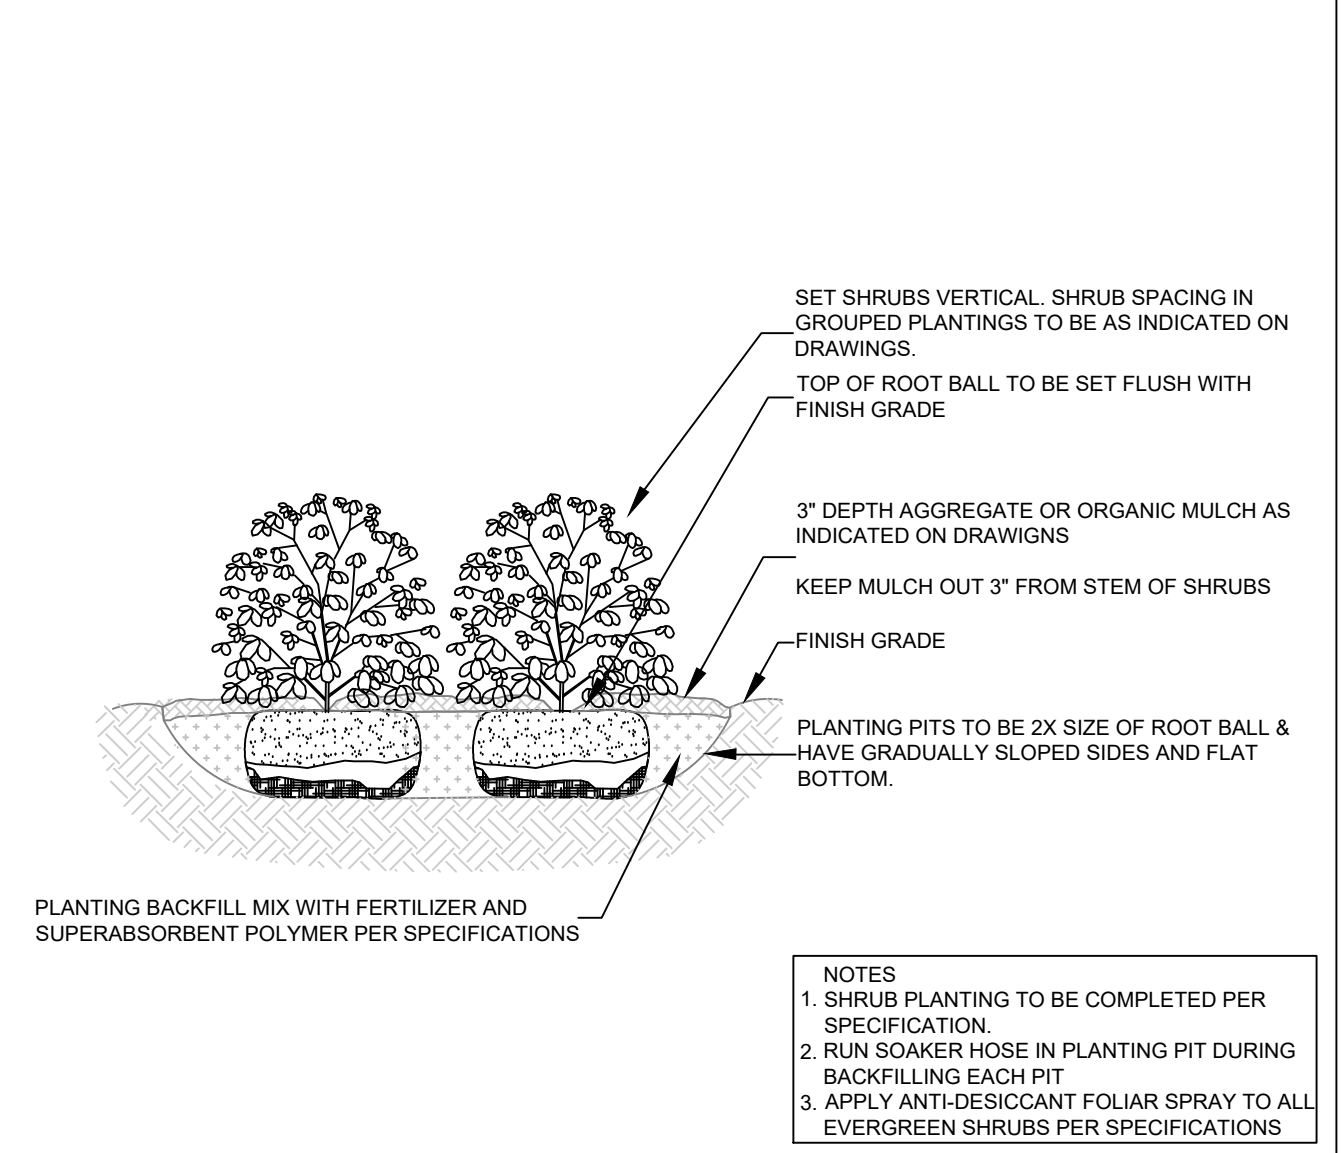 SET SHRUBS VERTICAL. SHRUB SPACING IN
GROUPED PLANTINGS TO BE AS INDICATED ON
DRAWINGS.
TOP OF ROOT BALL TO BE SET FLUSH WITH
FINISH GRADE
3" DEPTH AGGREGATE OR ORGANIC MULCH AS
INDICATED ON DRAWIGNS
KEEP MULCH OUT 3" FROM STEM OF SHRUBS
FINISH GRADE
PLANTING PITS TO BE 2X SIZE OF ROOT BALL &
HAVE GRADUALLY SLOPED SIDES AND FLAT
BOTTOM.
PLANTING BACKFILL MIX WITH FERTILIZER AND
SUPERABSORBENT POLYMER PER SPECIFICATIONS
NOTES
1. SHRUB PLANTING TO BE COMPLETED PER
SPECIFICATION.
2. RUN SOAKER HOSE IN PLANTING PIT DURING
BACKFILLING EACH PIT
3. APPLY ANTI-DESICCANT FOLIAR SPRAY TO ALL
EVERGREEN SHRUBS PER SPECIFICATIONS